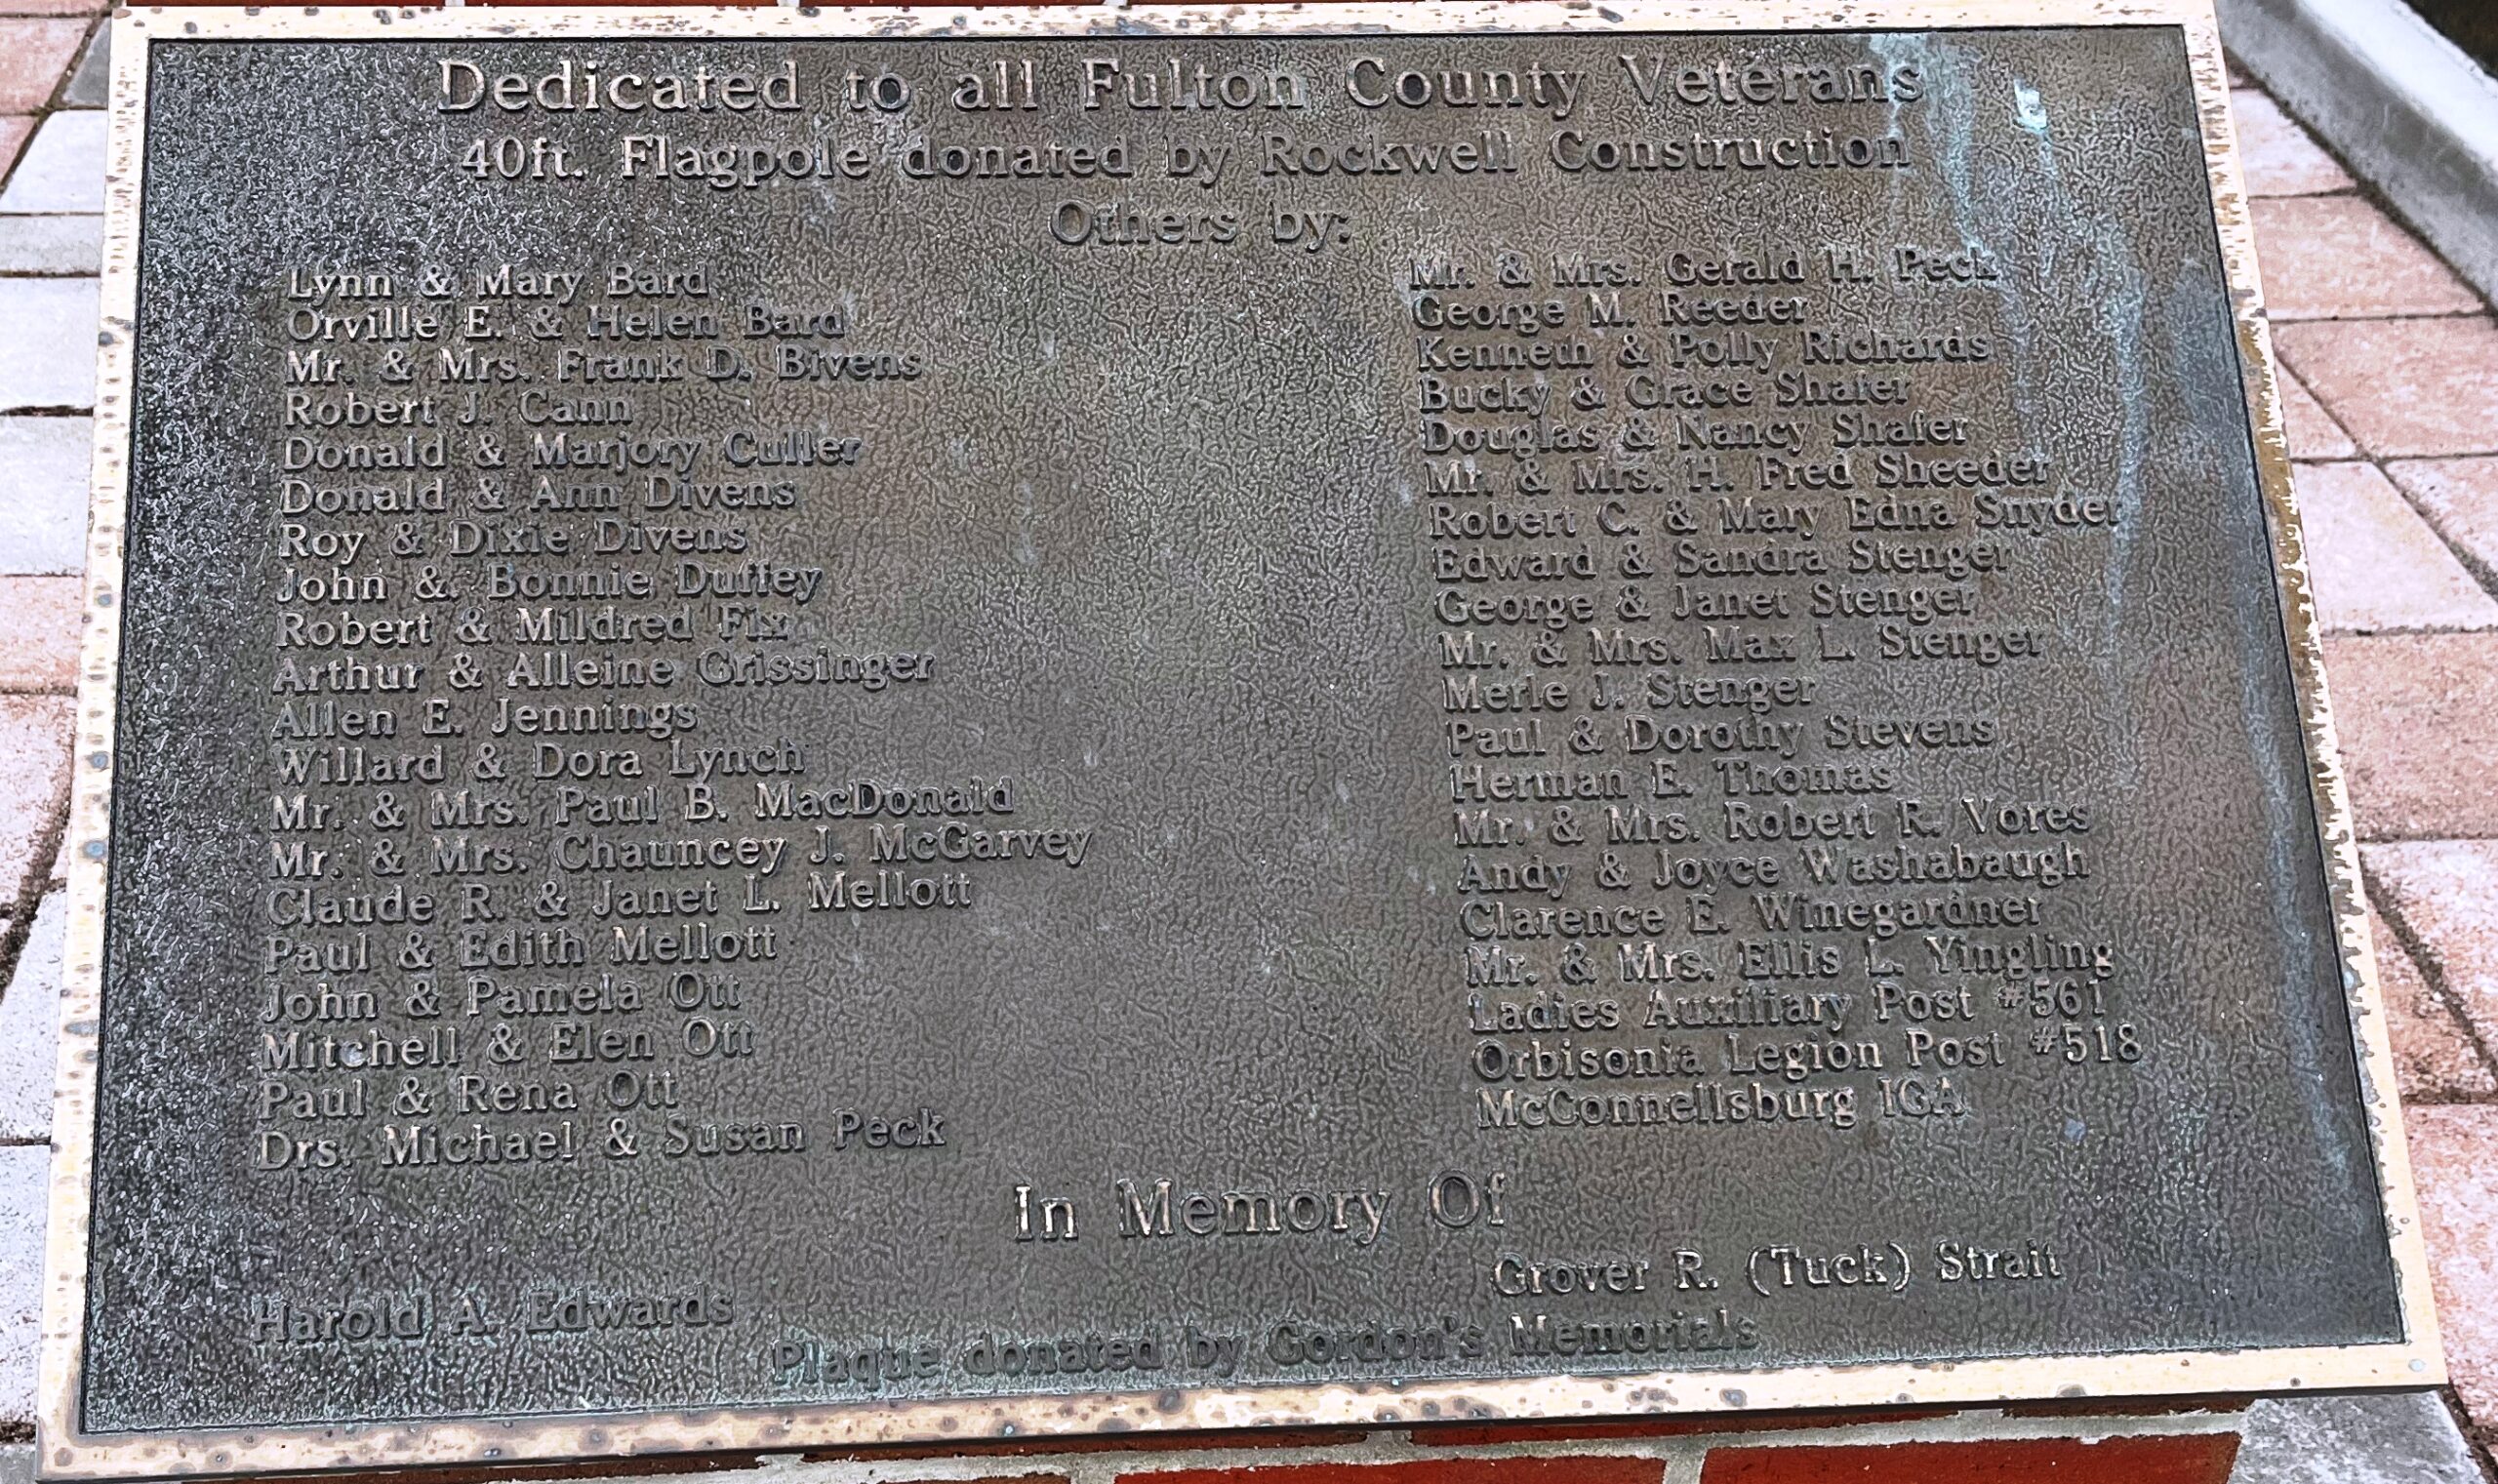 Dedicated to all Fulton County Veterans
40ft. Flagpole donated by Rockwell Construction
Others by:
Lynn & Mary Bard
Orville E. & Helen Bard
Mr. & Mrs. Frank D. Bivens
Robert J. Cann
Donald & Marjory Culler
Donald & Ann Divens
Roy & Dixie Divens
John & Bonnie Duffey
Robert & Mildred Fix
Arthur & Alleine Grissinger
Allen E. Jennings
Willard & Dora Lynch
Mr. & Mrs. Paul B. MacDonald
Mr. & Mrs. Chauncey J. McGarvey
Claude R. & Janet L. Mellott
Paul & Edith Mellott
John & Pamela Ott
Mitchell & Elen Ott
Paul & Rena Ott
Drs. Michael & Susan Peck
Mr. & Mrs. Gerald H. Peck
George M. Reeder
Kenneth & Polly Richards
Bucky & Grace Shafer
Douglas & Nancy Shafer
Mr. & Mrs. H. Fred Sheeder
Robert C. & Mary Edna Snyder
Edward & Sandra Stenger
George & Janet Stenger
Mr. & Mrs. Max L. Stenger
Merle J. Stenger
Paul & Dorothy Stevens
Herman E. Thomas
Mr. & Mrs. Robert R. Vores
Andy & Joyce Washabaugh
Clarence E. Winegardner
Mr. & Mrs. Ellis L. Yingling
Ladies Auxiliary Post #561
Orbisonia Legion Post #518
McConnellsburg IGA
In Memory Of
Harold A. Edwards
Grover R. (Tuck) Strait
Plaque donated by Gordon's Memorials